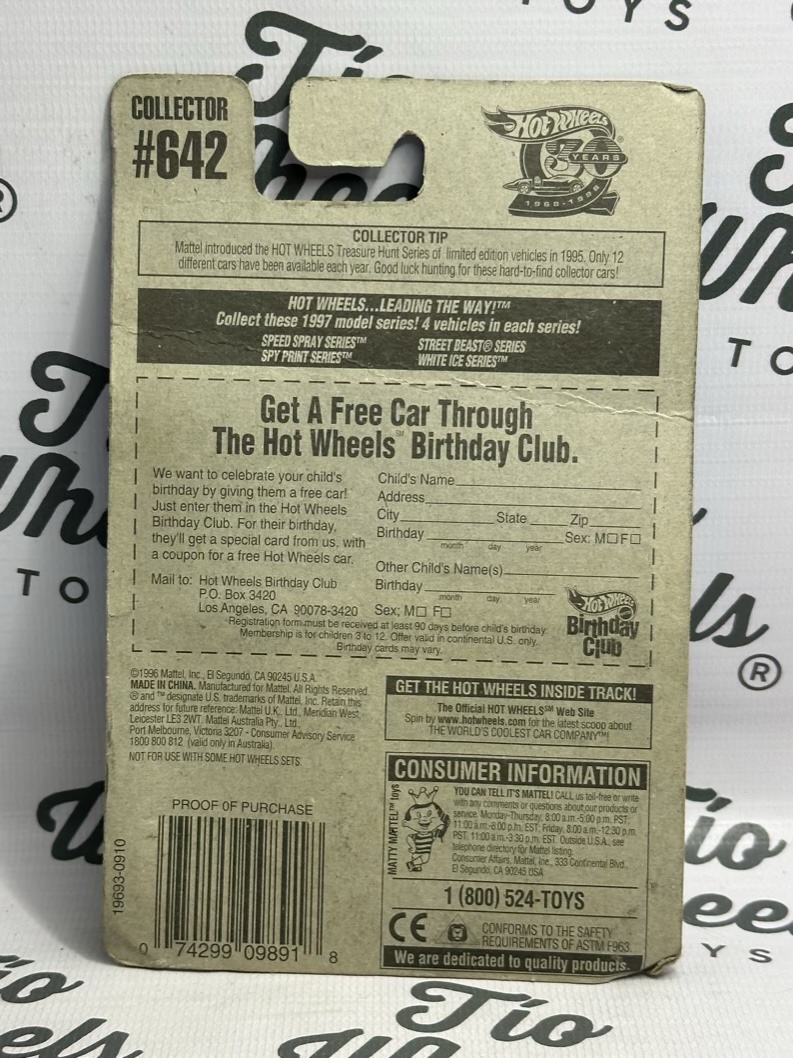 COLLECTOR
#642
Hot Wheels
30 YEARS
1968-1998
COLLECTOR TIP
Mattel introduced the HOT WHEELS Treasure Hunt Series of limited edition vehicles in 1995. Only 12
different cars have been available each year. Good luck hunting for these hard-to-find collector cars!
HOT WHEELS...LEADING THE WAY!™
Collect these 1997 model series! 4 vehicles in each series!
SPEED SPRAY SERIES™ STREET BEAST® SERIES
SPY PRINT SERIES™ WHITE ICE SERIES™
Get A Free Car Through
The Hot Wheels℠ Birthday Club.
We want to celebrate your child's
birthday by giving them a free car!
Just enter them in the Hot Wheels
Birthday Club. For their birthday,
they'll get a special card from us, with
a coupon for a free Hot Wheels car.
Mail to: Hot Wheels Birthday Club
P.O. Box 3420
Los Angeles, CA 90078-3420
Child's Name
Address
City State Zip
Birthday Sex: M☐ F☐
month day year
Other Child's Name(s)
Birthday
month day year
Sex: M☐ F☐
Hot Wheels
Birthday
Club
Registration form must be received at least 90 days before child's birthday.
Membership is for children 3 to 12. Offer valid in continental U.S. only.
Birthday cards may vary.
©1996 Mattel, Inc., El Segundo, CA 90245 U.S.A.
MADE IN CHINA. Manufactured for Mattel. All Rights Reserved.
® and ™ designate U.S. trademarks of Mattel, Inc. Retain this
address for future reference: Mattel U.K. Ltd., Meridian West,
Leicester LE3 2WT. Mattel Australia Pty., Ltd.,
Port Melbourne, Victoria 3207 - Consumer Advisory Service
1800 800 812 (valid only in Australia).
NOT FOR USE WITH SOME HOT WHEELS SETS.
PROOF OF PURCHASE
19693-0910
0 74299 09891 8
GET THE HOT WHEELS INSIDE TRACK!
The Official HOT WHEELS℠ Web Site
Spin by www.hotwheels.com for the latest scoop about
THE WORLD'S COOLEST CAR COMPANY™!
CONSUMER INFORMATION
MATTY MATTEL™ toys
YOU CAN TELL IT'S MATTEL! CALL us toll-free or write
with any comments or questions about our products or
service. Monday-Thursday, 8:00 a.m.-5:00 p.m. PST;
11:00 a.m.-8:00 p.m. EST; Friday, 8:00 a.m.-12:30 p.m.
PST, 11:00 a.m.-3:30 p.m. EST. Outside U.S.A., see
telephone directory for Mattel listing.
Consumer Affairs, Mattel, Inc., 333 Continental Blvd.,
El Segundo, CA 90245 USA
1 (800) 524-TOYS
CE
CONFORMS TO THE SAFETY
REQUIREMENTS OF ASTM F963.
We are dedicated to quality products.
Tio
Wheels
TOYS